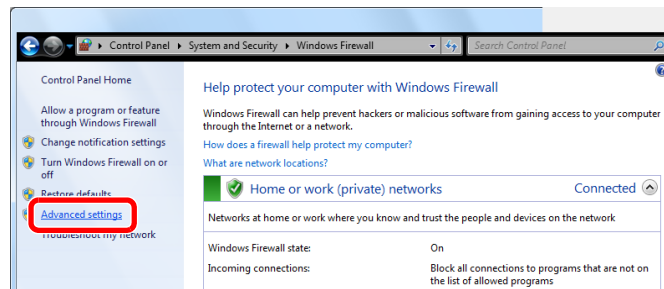 Control Panel
System and Security
Windows Firewall
Search Control Panel
Control Panel Home
Allow a program or feature
through Windows Firewall
Change notification settings
Turn Windows Firewall on or
off
Restore defaults
Advanced settings
Troubleshoot my network
Help protect your computer with Windows Firewall
Windows Firewall can help prevent hackers or malicious software from gaining access to your computer
through the Internet or a network.
How does a firewall help protect my computer?
What are network locations?
Home or work (private) networks
Connected
Networks at home or work where you know and trust the people and devices on the network
Windows Firewall state:
On
Incoming connections:
Block all connections to programs that are not on
the list of allowed programs